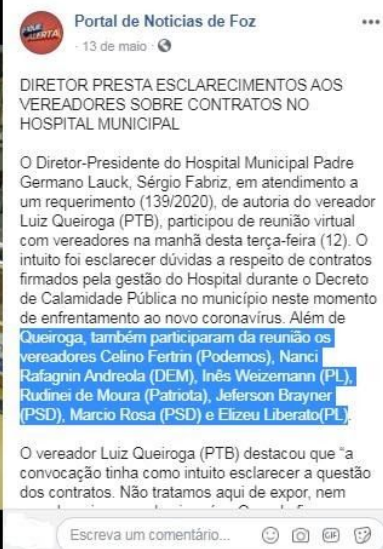 FIQUE
ALERTA
Portal de Noticias de Foz
· 13 de maio ·
DIRETOR PRESTA ESCLARECIMENTOS AOS
VEREADORES SOBRE CONTRATOS NO
HOSPITAL MUNICIPAL
O Diretor-Presidente do Hospital Municipal Padre
Germano Lauck, Sérgio Fabriz, em atendimento a
um requerimento (139/2020), de autoria do vereador
Luiz Queiroga (PTB), participou de reunião virtual
com vereadores na manhã desta terça-feira (12). O
intuito foi esclarecer dúvidas a respeito de contratos
firmados pela gestão do Hospital durante o Decreto
de Calamidade Pública no município neste momento
de enfrentamento ao novo coronavírus. Além de
Queiroga, também participaram da reunião os
vereadores Celino Fertrin (Podemos), Nanci
Rafagnin Andreola (DEM), Inês Weizemann (PL),
Rudinei de Moura (Patriota), Jeferson Brayner
(PSD), Marcio Rosa (PSD) e Elizeu Liberato(PL).
O vereador Luiz Queiroga (PTB) destacou que “a
convocação tinha como intuito esclarecer a questão
dos contratos. Não tratamos aqui de expor, nem
Escreva um comentário...
GIF